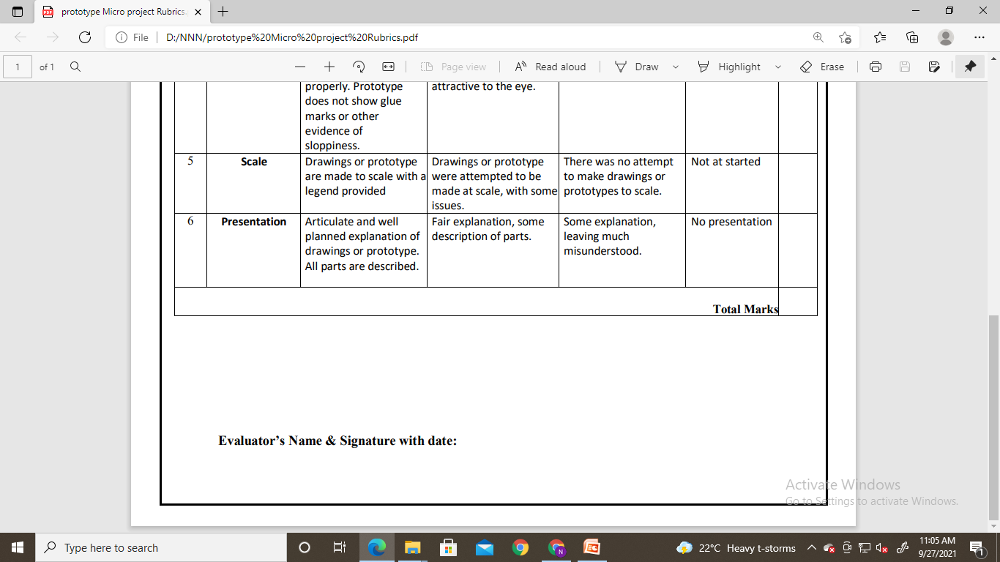 prototype Micro project Rubrics.
File D:/NNN/prototype%20Micro%20project%20Rubrics.pdf
1 of 1 Page view Read aloud Draw Highlight Erase
properly. Prototype
does not show glue
marks or other
evidence of
sloppiness.
attractive to the eye.
5
Scale
Drawings or prototype
are made to scale with a
legend provided
Drawings or prototype
were attempted to be
made at scale, with some
issues.
There was no attempt
to make drawings or
prototypes to scale.
Not at started
6
Presentation
Articulate and well
planned explanation of
drawings or prototype.
All parts are described.
Fair explanation, some
description of parts.
Some explanation,
leaving much
misunderstood.
No presentation
Total Marks
Evaluator’s Name & Signature with date:
Activate Windows
Go to Settings to activate Windows.
Type here to search
22°C Heavy t-storms
11:05 AM
9/27/2021
1